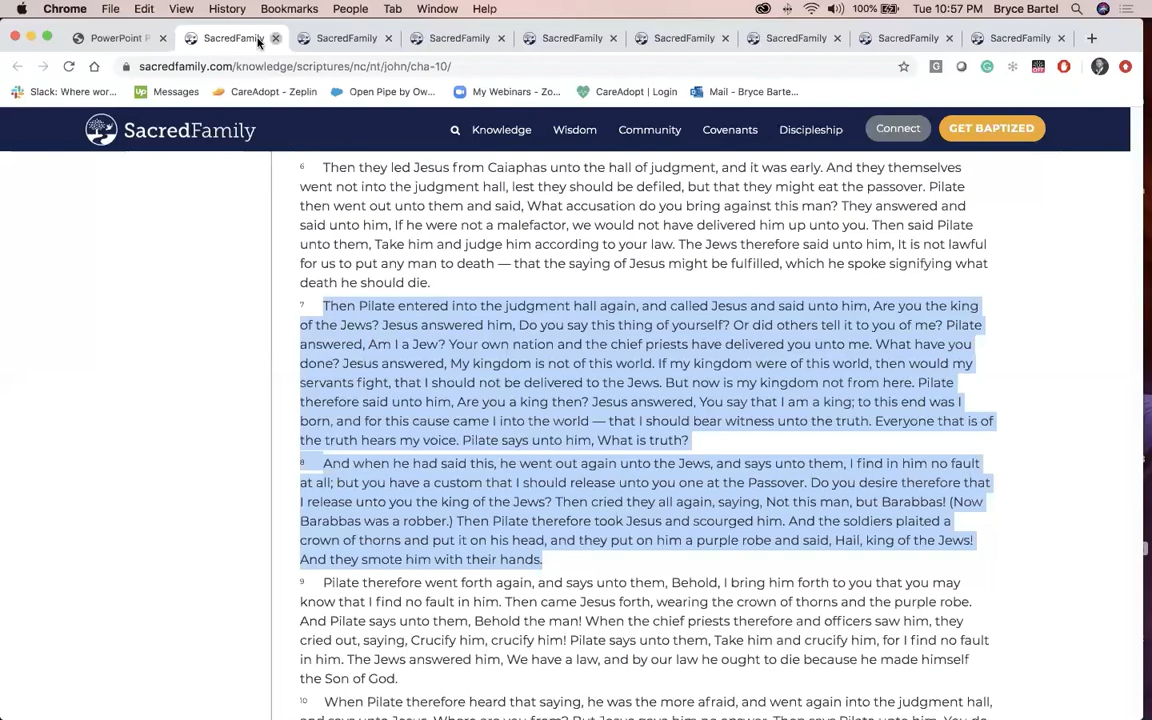 Chrome File Edit View History Bookmarks People Tab Window Help 100% Tue 10:57 PM Bryce Bartel
PowerPoint P SacredFamily SacredFamily SacredFamily SacredFamily SacredFamily SacredFamily SacredFamily SacredFamily
sacredfamily.com/knowledge/scriptures/nc/nt/john/cha-10/
Slack: Where wor... Up Messages CareAdopt - Zeplin Open Pipe by Ow... My Webinars - Zo... CareAdopt | Login Mail - Bryce Barte...
SacredFamily Knowledge Wisdom Community Covenants Discipleship Connect GET BAPTIZED
6 Then they led Jesus from Caiaphas unto the hall of judgment, and it was early. And they themselves
went not into the judgment hall, lest they should be defiled, but that they might eat the passover. Pilate
then went out unto them and said, What accusation do you bring against this man? They answered and
said unto him, If he were not a malefactor, we would not have delivered him up unto you. Then said Pilate
unto them, Take him and judge him according to your law. The Jews therefore said unto him, It is not lawful
for us to put any man to death — that the saying of Jesus might be fulfilled, which he spoke signifying what
death he should die.
7 Then Pilate entered into the judgment hall again, and called Jesus and said unto him, Are you the king
of the Jews? Jesus answered him, Do you say this thing of yourself? Or did others tell it to you of me? Pilate
answered, Am I a Jew? Your own nation and the chief priests have delivered you unto me. What have you
done? Jesus answered, My kingdom is not of this world. If my kingdom were of this world, then would my
servants fight, that I should not be delivered to the Jews. But now is my kingdom not from here. Pilate
therefore said unto him, Are you a king then? Jesus answered, You say that I am a king; to this end was I
born, and for this cause came I into the world — that I should bear witness unto the truth. Everyone that is of
the truth hears my voice. Pilate says unto him, What is truth?
8 And when he had said this, he went out again unto the Jews, and says unto them, I find in him no fault
at all; but you have a custom that I should release unto you one at the Passover. Do you desire therefore that
I release unto you the king of the Jews? Then cried they all again, saying, Not this man, but Barabbas! (Now
Barabbas was a robber.) Then Pilate therefore took Jesus and scourged him. And the soldiers plaited a
crown of thorns and put it on his head, and they put on him a purple robe and said, Hail, king of the Jews!
And they smote him with their hands.
9 Pilate therefore went forth again, and says unto them, Behold, I bring him forth to you that you may
know that I find no fault in him. Then came Jesus forth, wearing the crown of thorns and the purple robe.
And Pilate says unto them, Behold the man! When the chief priests therefore and officers saw him, they
cried out, saying, Crucify him, crucify him! Pilate says unto them, Take him and crucify him, for I find no fault
in him. The Jews answered him, We have a law, and by our law he ought to die because he made himself
the Son of God.
10 When Pilate therefore heard that saying, he was the more afraid, and went again into the judgment hall,